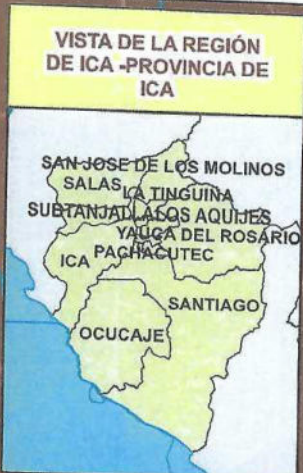 VISTA DE LA REGIÓN
DE ICA -PROVINCIA DE
ICA
SAN JOSE DE LOS MOLINOS
SALAS
LA TINGUIÑA
LOS AQUIJES
YAUCA DEL ROSARIO
ICA
PACHACUTEC
SANTIAGO
OCUCAJE